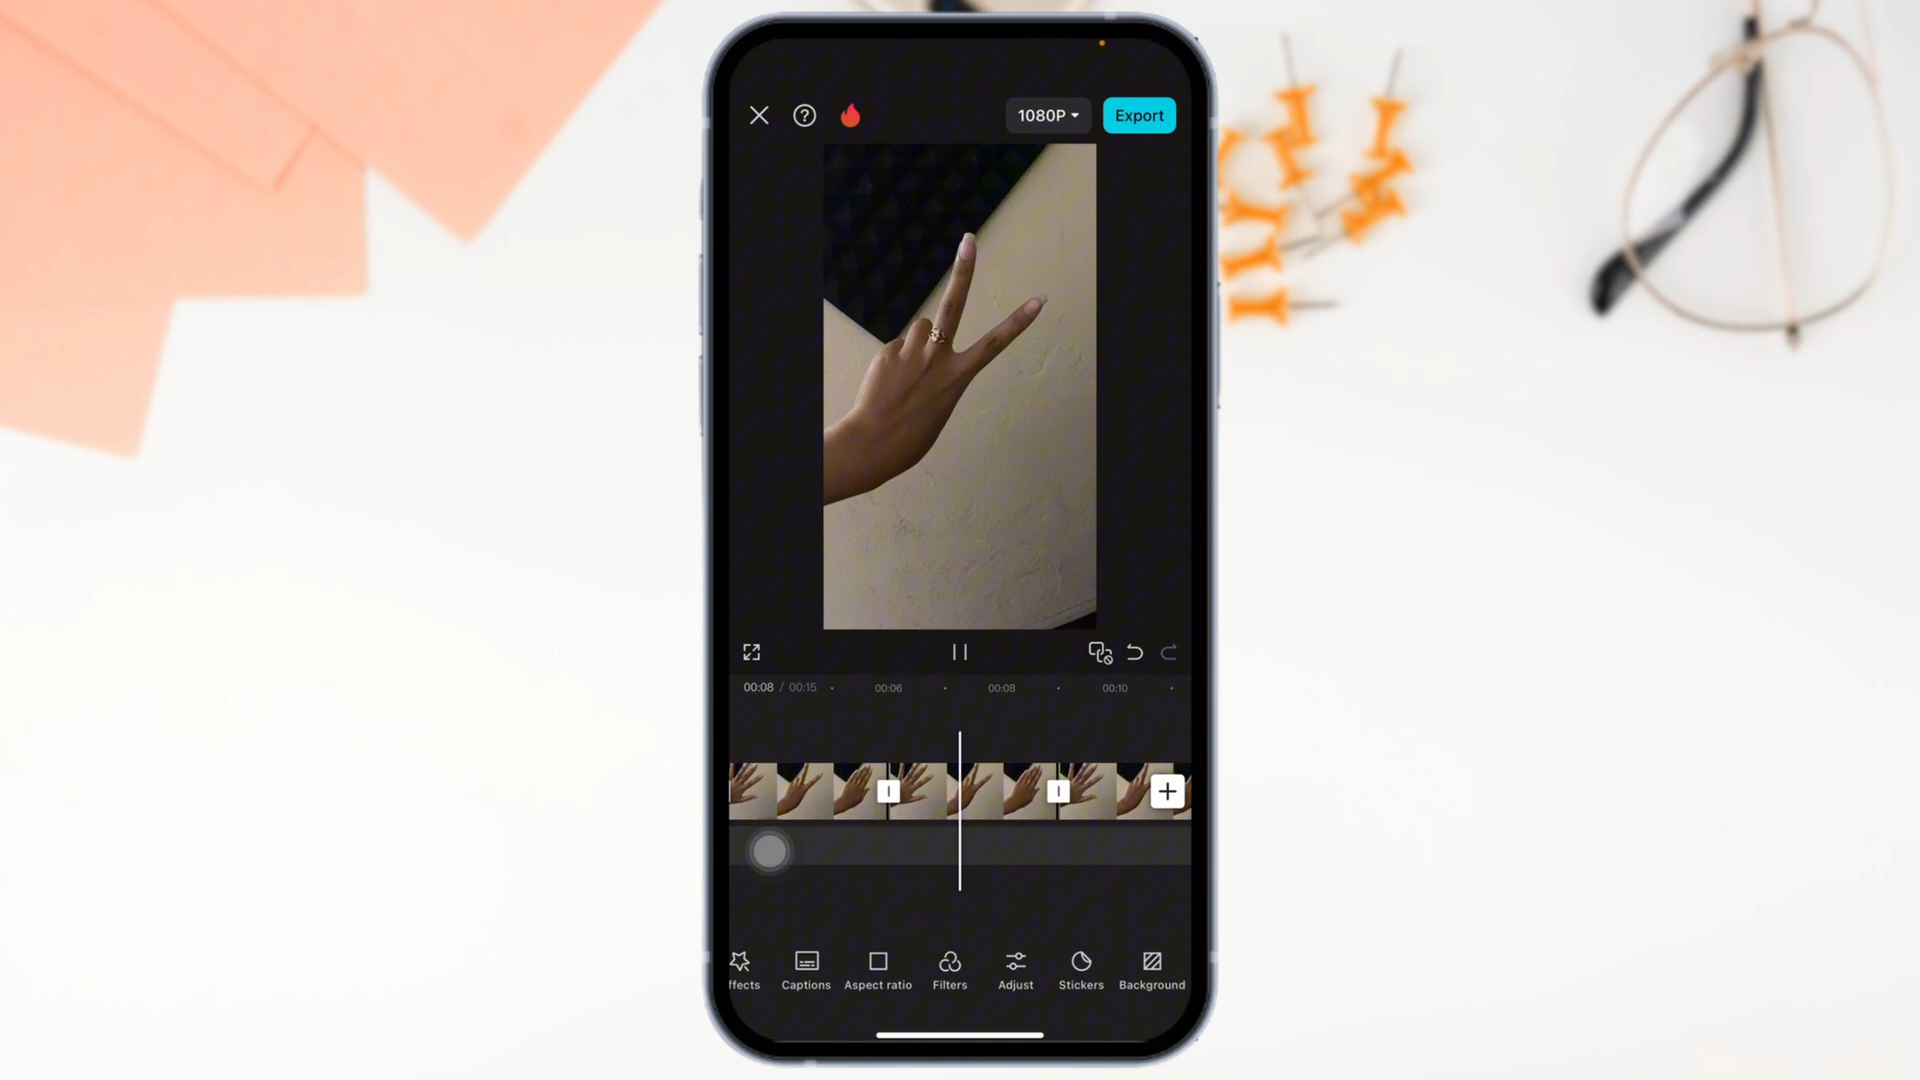 1080P
Export
00:08 / 00:15
00:06
00:08
00:10
ffects
Captions
Aspect ratio
Filters
Adjust
Stickers
Background